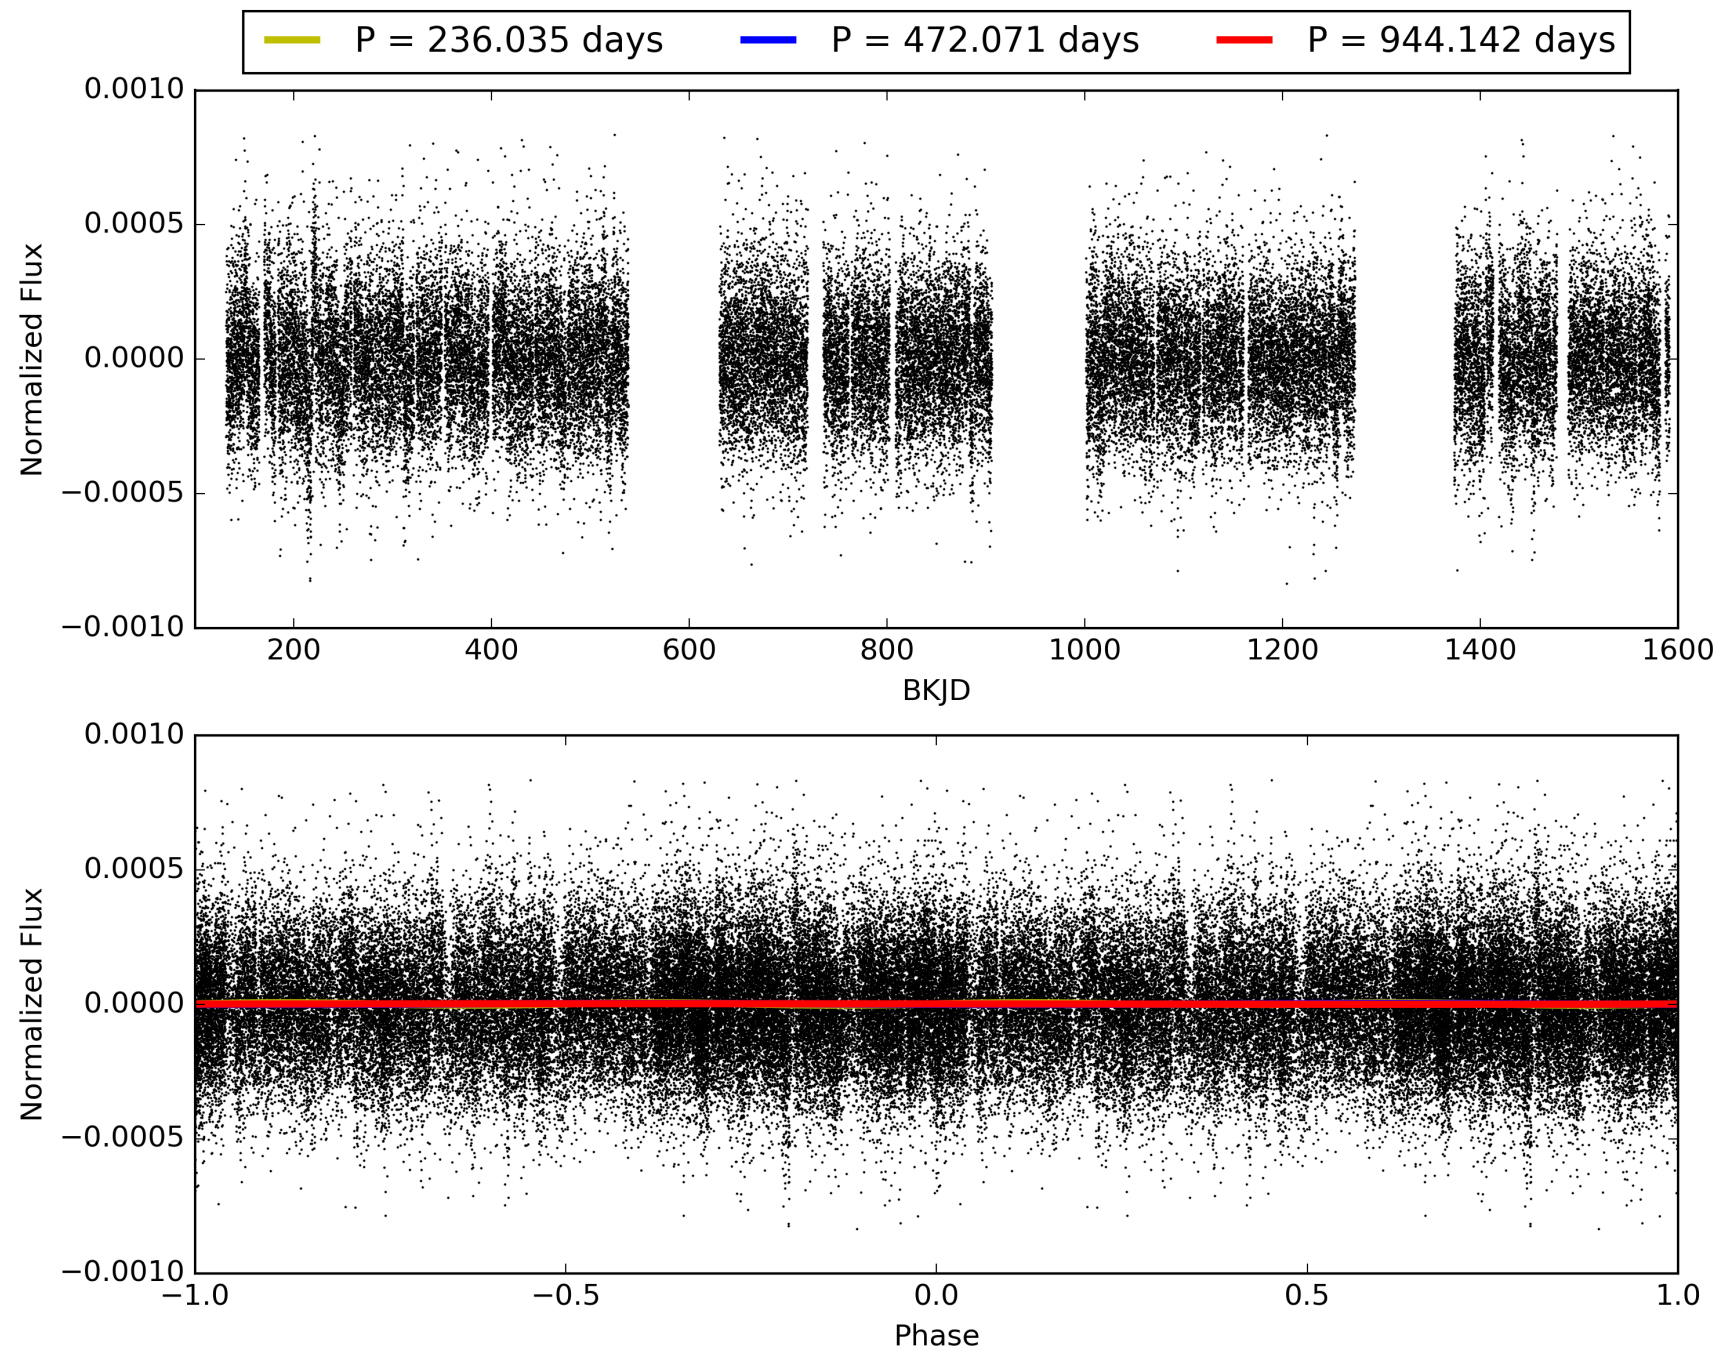 P = 236.035 days P = 472.071 days P = 944.142 days
0.0010
0.0005
0.0000
−0.0005
−0.0010
Normalized Flux
200 400 600 800 1000 1200 1400 1600
BKJD
0.0010
0.0005
0.0000
−0.0005
−0.0010
Normalized Flux
−1.0 −0.5 0.0 0.5 1.0
Phase